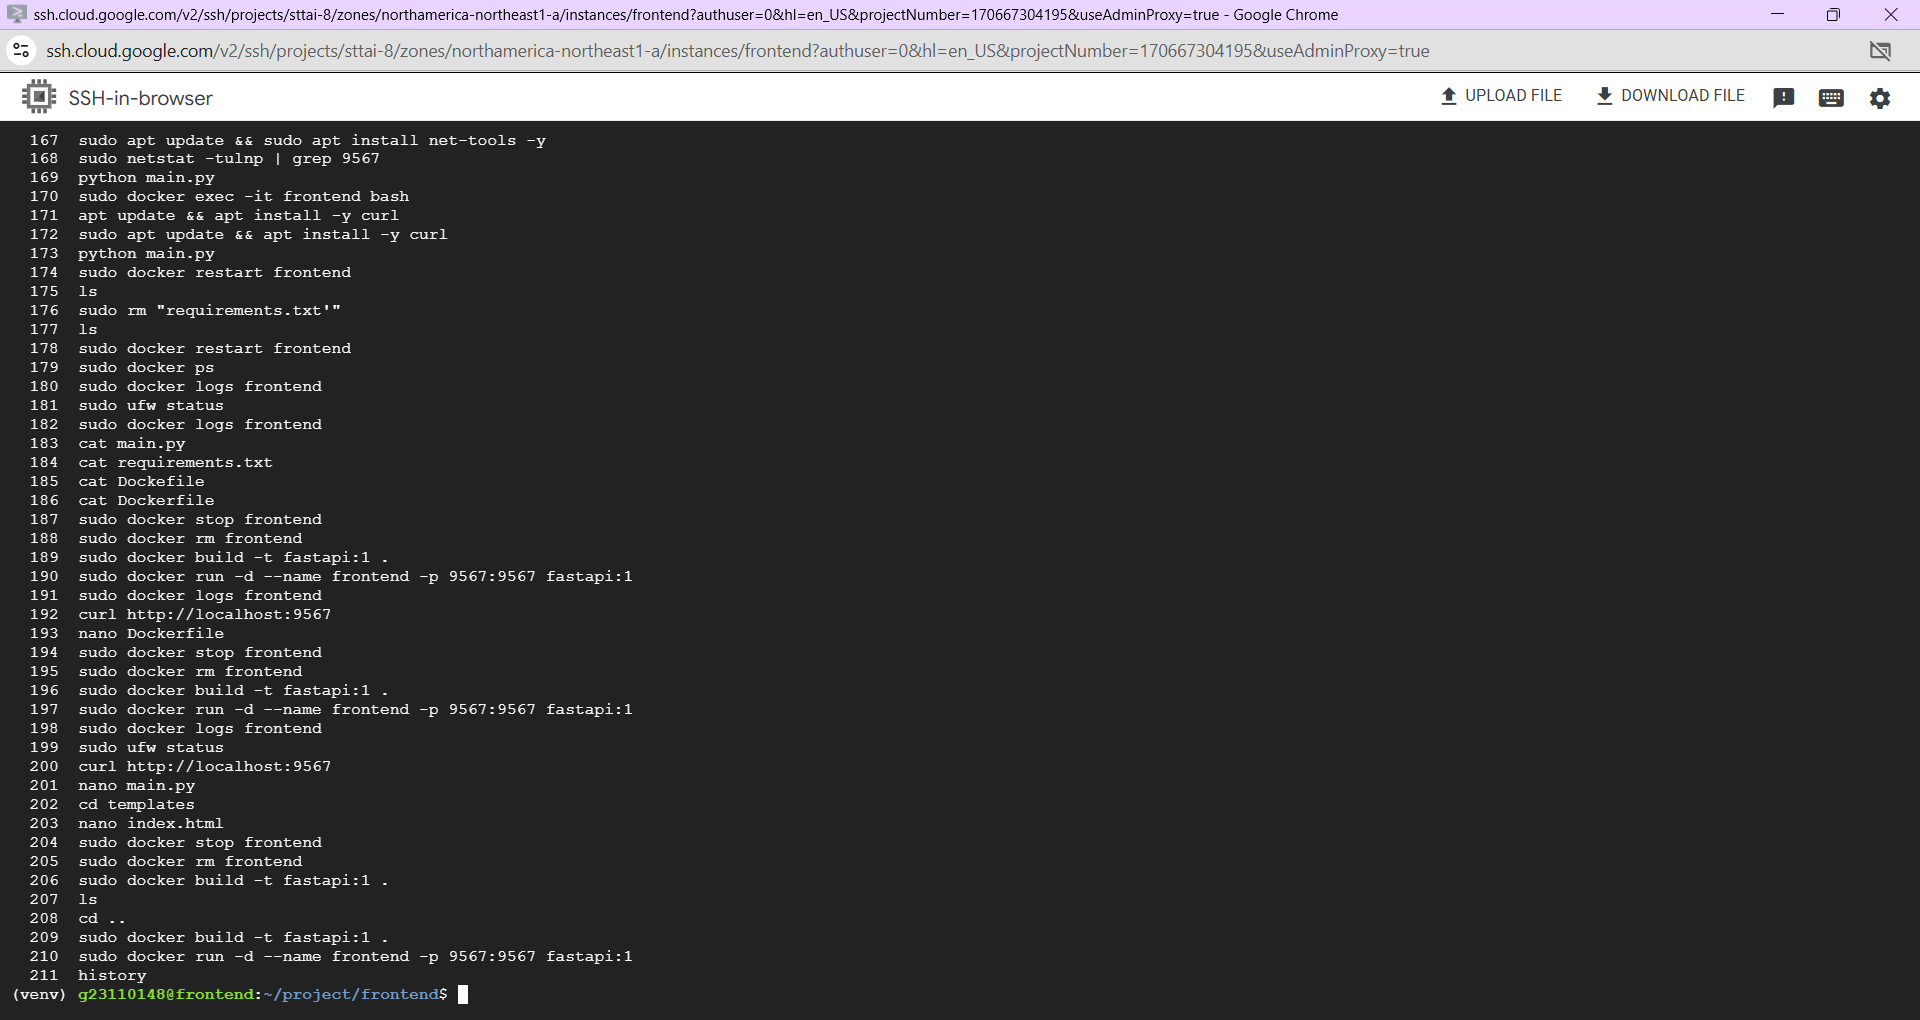 ssh.cloud.google.com/v2/ssh/projects/sttai-8/zones/northamerica-northeast1-a/instances/frontend?authuser=0&hl=en_US&projectNumber=170667304195&useAdminProxy=true - Google Chrome
ssh.cloud.google.com/v2/ssh/projects/sttai-8/zones/northamerica-northeast1-a/instances/frontend?authuser=0&hl=en_US&projectNumber=170667304195&useAdminProxy=true
SSH-in-browser UPLOAD FILE DOWNLOAD FILE
167 sudo apt update && sudo apt install net-tools -y
168 sudo netstat -tulnp | grep 9567
169 python main.py
170 sudo docker exec -it frontend bash
171 apt update && apt install -y curl
172 sudo apt update && apt install -y curl
173 python main.py
174 sudo docker restart frontend
175 ls
176 sudo rm "requirements.txt'"
177 ls
178 sudo docker restart frontend
179 sudo docker ps
180 sudo docker logs frontend
181 sudo ufw status
182 sudo docker logs frontend
183 cat main.py
184 cat requirements.txt
185 cat Dockefile
186 cat Dockerfile
187 sudo docker stop frontend
188 sudo docker rm frontend
189 sudo docker build -t fastapi:1 .
190 sudo docker run -d --name frontend -p 9567:9567 fastapi:1
191 sudo docker logs frontend
192 curl http://localhost:9567
193 nano Dockerfile
194 sudo docker stop frontend
195 sudo docker rm frontend
196 sudo docker build -t fastapi:1 .
197 sudo docker run -d --name frontend -p 9567:9567 fastapi:1
198 sudo docker logs frontend
199 sudo ufw status
200 curl http://localhost:9567
201 nano main.py
202 cd templates
203 nano index.html
204 sudo docker stop frontend
205 sudo docker rm frontend
206 sudo docker build -t fastapi:1 .
207 ls
208 cd ..
209 sudo docker build -t fastapi:1 .
210 sudo docker run -d --name frontend -p 9567:9567 fastapi:1
211 history
(venv) g23110148@frontend:~/project/frontend$